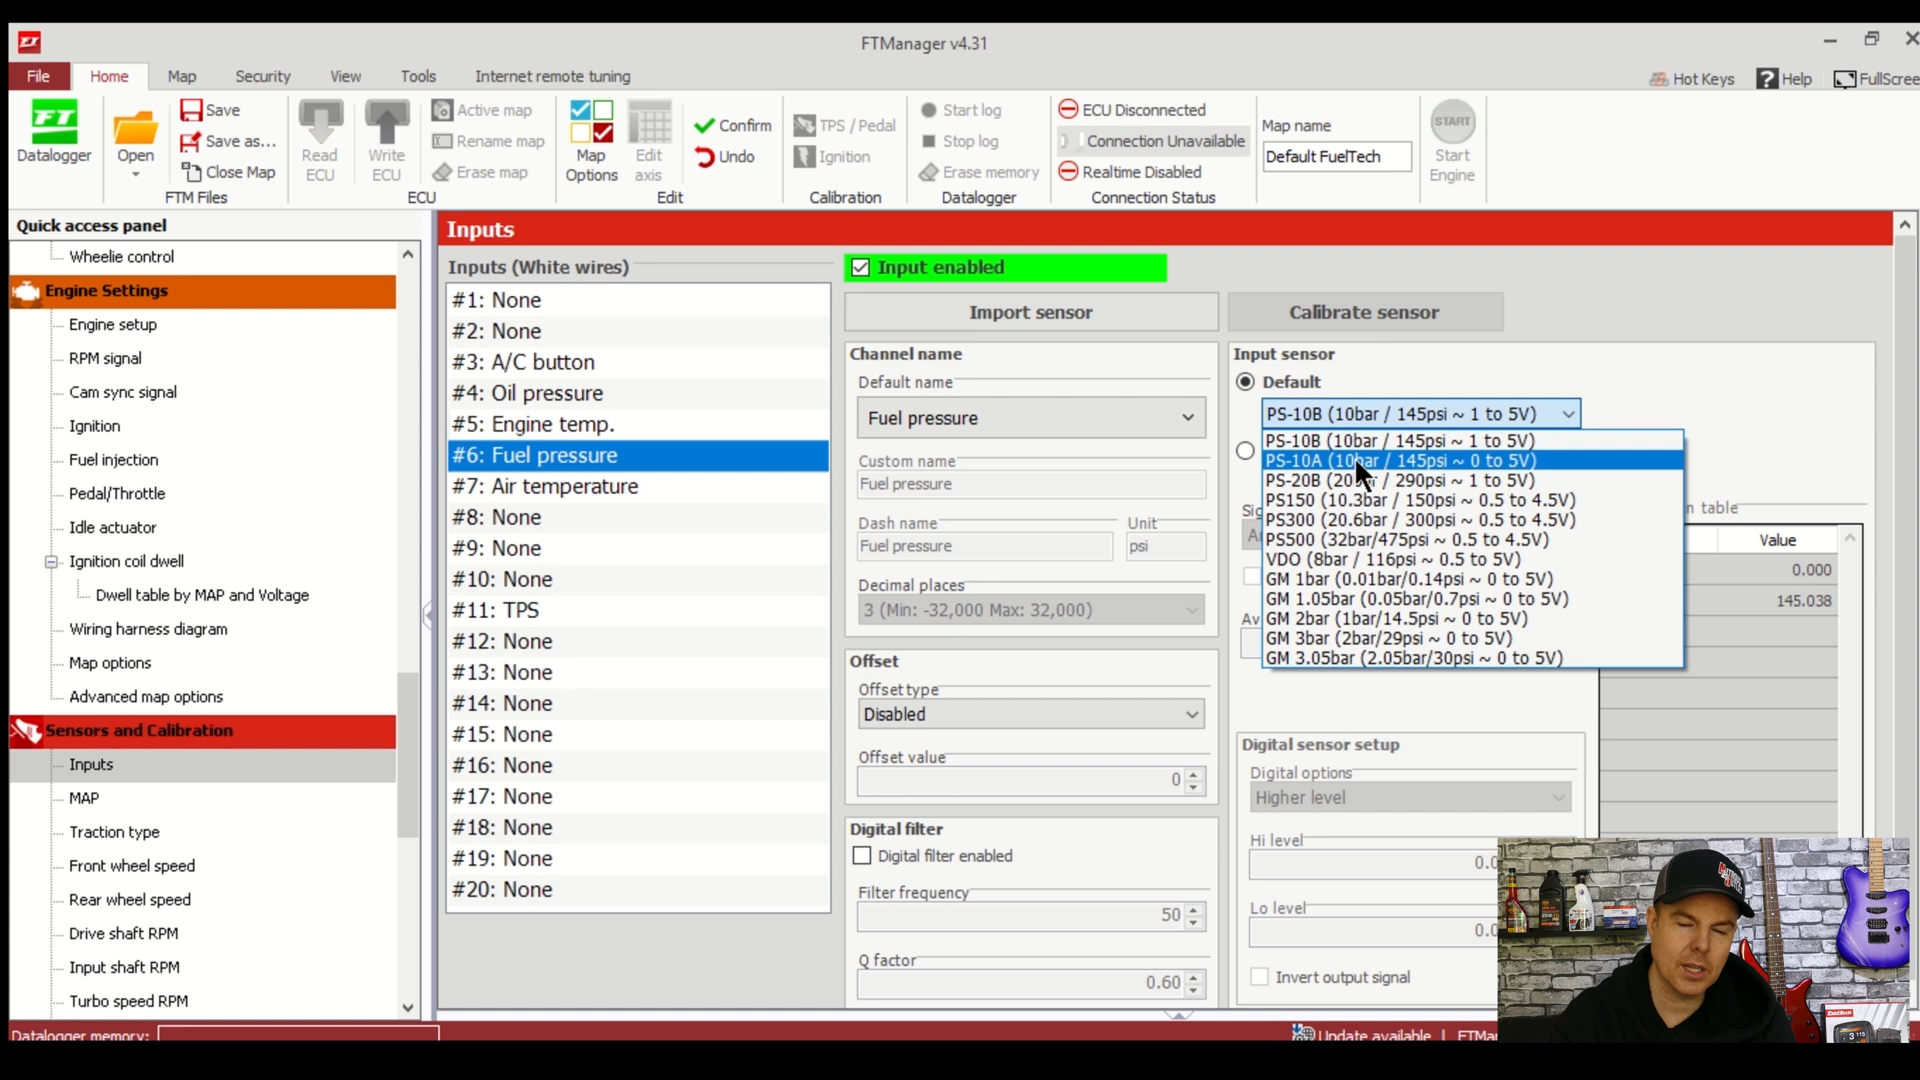 FTManager v4.31
File
Home
Map
Security
View
Tools
Internet remote tuning
Hot Keys
Help
FullScree
Datalogger
Open
Save
Save as...
Close Map
FTM Files
Read
ECU
Write
ECU
Active map
Rename map
Erase map
ECU
Map
Options
Edit
axis
Confirm
Undo
Edit
TPS / Pedal
Ignition
Calibration
Start log
Stop log
Erase memory
Datalogger
ECU Disconnected
Connection Unavailable
Realtime Disabled
Connection Status
Map name
Default FuelTech
START
Start
Engine
Quick access panel
Wheelie control
Engine Settings
Engine setup
RPM signal
Cam sync signal
Ignition
Fuel injection
Pedal/Throttle
Idle actuator
Ignition coil dwell
Dwell table by MAP and Voltage
Wiring harness diagram
Map options
Advanced map options
Sensors and Calibration
Inputs
MAP
Traction type
Front wheel speed
Rear wheel speed
Drive shaft RPM
Input shaft RPM
Turbo speed RPM
Inputs
Inputs (White wires)
#1: None
#2: None
#3: A/C button
#4: Oil pressure
#5: Engine temp.
#6: Fuel pressure
#7: Air temperature
#8: None
#9: None
#10: None
#11: TPS
#12: None
#13: None
#14: None
#15: None
#16: None
#17: None
#18: None
#19: None
#20: None
Input enabled
Import sensor
Calibrate sensor
Channel name
Default name
Fuel pressure
Custom name
Fuel pressure
Dash name
Fuel pressure
Unit
psi
Decimal places
3 (Min: -32,000 Max: 32,000)
Offset
Offset type
Disabled
Offset value
0
Digital filter
Digital filter enabled
Filter frequency
50
Q factor
0.60
Input sensor
Default
PS-10B (10bar / 145psi ~ 1 to 5V)
PS-10B (10bar / 145psi ~ 1 to 5V)
PS-10A (10bar / 145psi ~ 0 to 5V)
PS-20B (20bar / 290psi ~ 1 to 5V)
PS150 (10.3bar / 150psi ~ 0.5 to 4.5V)
PS300 (20.6bar / 300psi ~ 0.5 to 4.5V)
PS500 (32bar/475psi ~ 0.5 to 4.5V)
VDO (8bar / 116psi ~ 0.5 to 5V)
GM 1bar (0.01bar/0.14psi ~ 0 to 5V)
GM 1.05bar (0.05bar/0.7psi ~ 0 to 5V)
GM 2bar (1bar/14.5psi ~ 0 to 5V)
GM 3bar (2bar/29psi ~ 0 to 5V)
GM 3.05bar (2.05bar/30psi ~ 0 to 5V)
Sig
A
Av
n table
Value
0.000
145.038
Digital sensor setup
Digital options
Higher level
Hi level
0.0
Lo level
0.0
Invert output signal
Datalogger memory:
Update available | FTMa